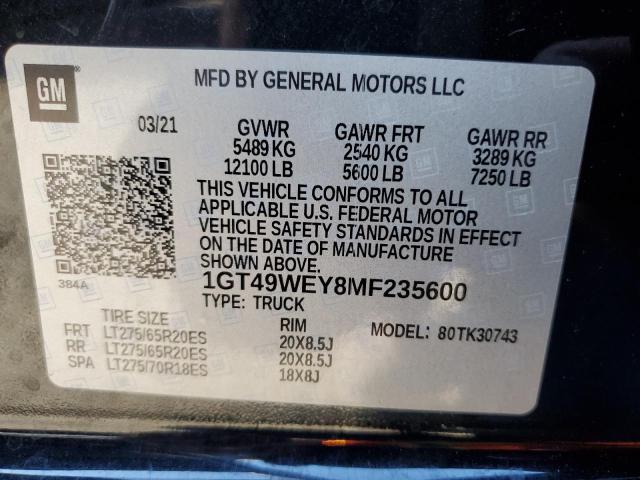 GM
MFD BY GENERAL MOTORS LLC
03/21 GVWR GAWR FRT GAWR RR
5489 KG 2540 KG 3289 KG
12100 LB 5600 LB 7250 LB
THIS VEHICLE CONFORMS TO ALL
APPLICABLE U.S. FEDERAL MOTOR
VEHICLE SAFETY STANDARDS IN EFFECT
ON THE DATE OF MANUFACTURE
SHOWN ABOVE.
384A
1GT49WEY8MF235600
TYPE: TRUCK
TIRE SIZE RIM MODEL: 80TK30743
FRT LT275/65R20ES 20X8.5J
RR LT275/65R20ES 20X8.5J
SPA LT275/70R18ES 18X8J